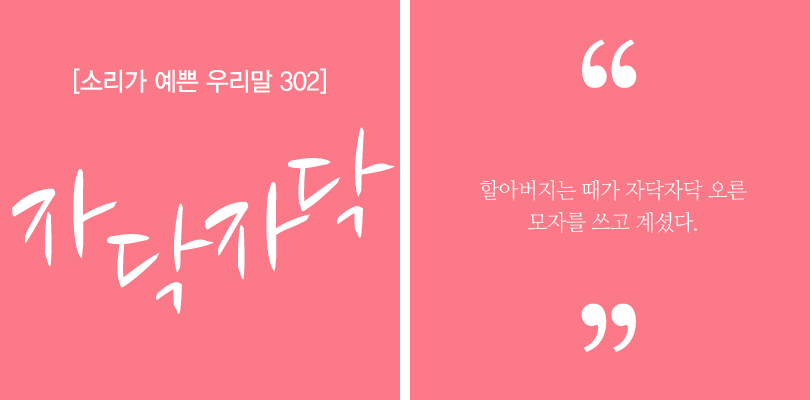 [소리가 예쁜 우리말 302]
자닥자닥
“
할아버지는 때가 자닥자닥 오른
모자를 쓰고 계셨다.
”